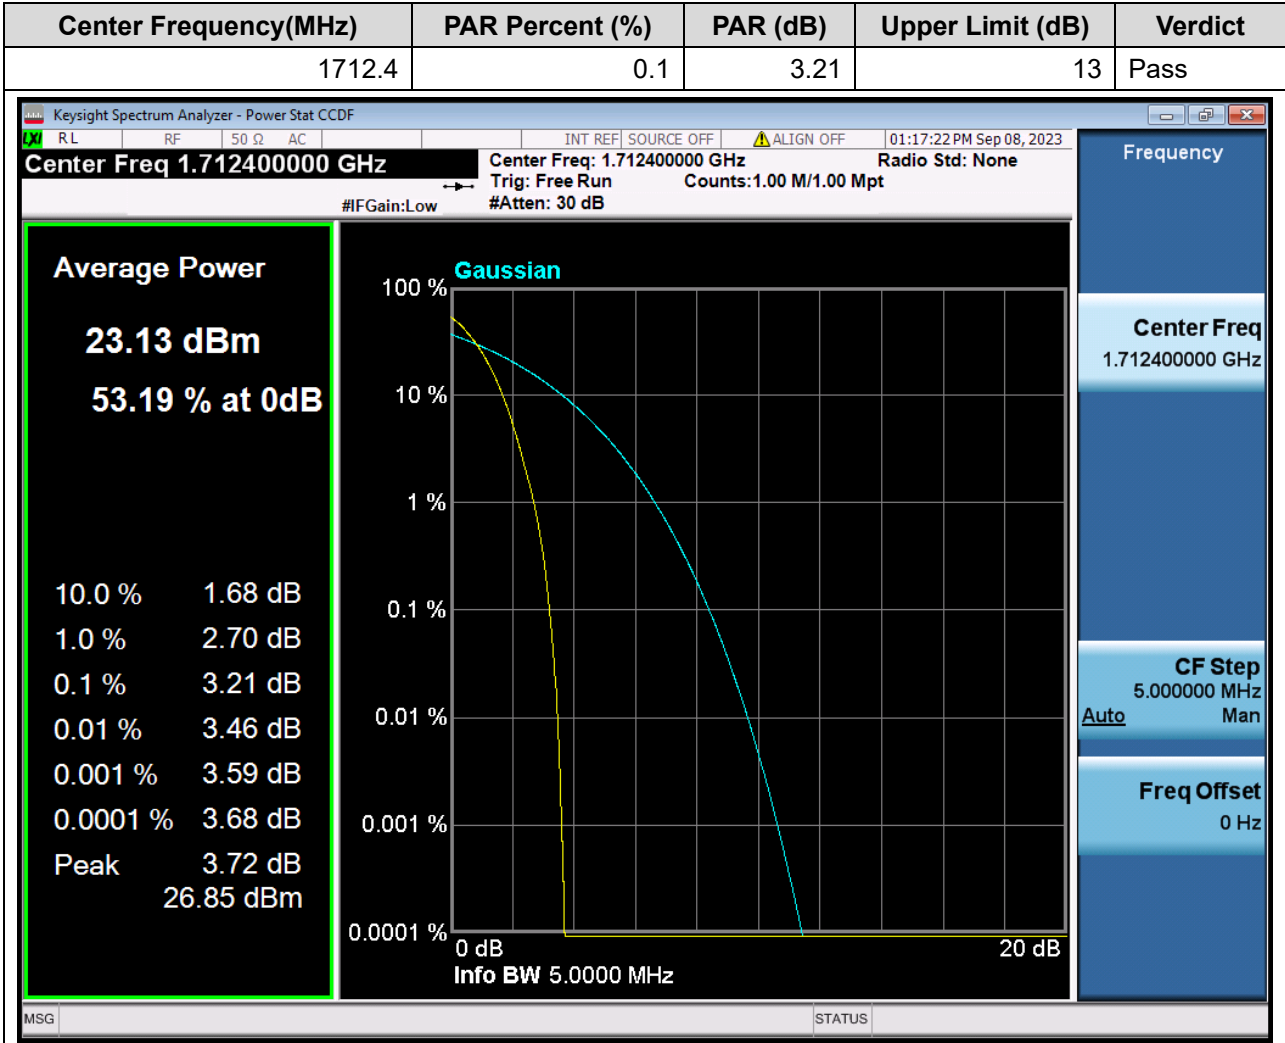 Center Frequency(MHz) PAR Percent (%) PAR (dB) Upper Limit (dB) Verdict
1712.4 0.1 3.21 13 Pass
Keysight Spectrum Analyzer - Power Stat CCDF
LXI RL RF 50 Ω AC INT REF SOURCE OFF ALIGN OFF 01:17:22 PM Sep 08, 2023
Center Freq 1.712400000 GHz
Center Freq: 1.712400000 GHz Radio Std: None
Trig: Free Run Counts:1.00 M/1.00 Mpt
#IFGain:Low #Atten: 30 dB
Average Power
23.13 dBm
53.19 % at 0dB
10.0 % 1.68 dB
1.0 % 2.70 dB
0.1 % 3.21 dB
0.01 % 3.46 dB
0.001 % 3.59 dB
0.0001 % 3.68 dB
Peak 3.72 dB
26.85 dBm
Gaussian
100 %
10 %
1 %
0.1 %
0.01 %
0.001 %
0.0001 %
0 dB 20 dB
Info BW 5.0000 MHz
Frequency
Center Freq
1.712400000 GHz
CF Step
5.000000 MHz
Auto Man
Freq Offset
0 Hz
MSG STATUS